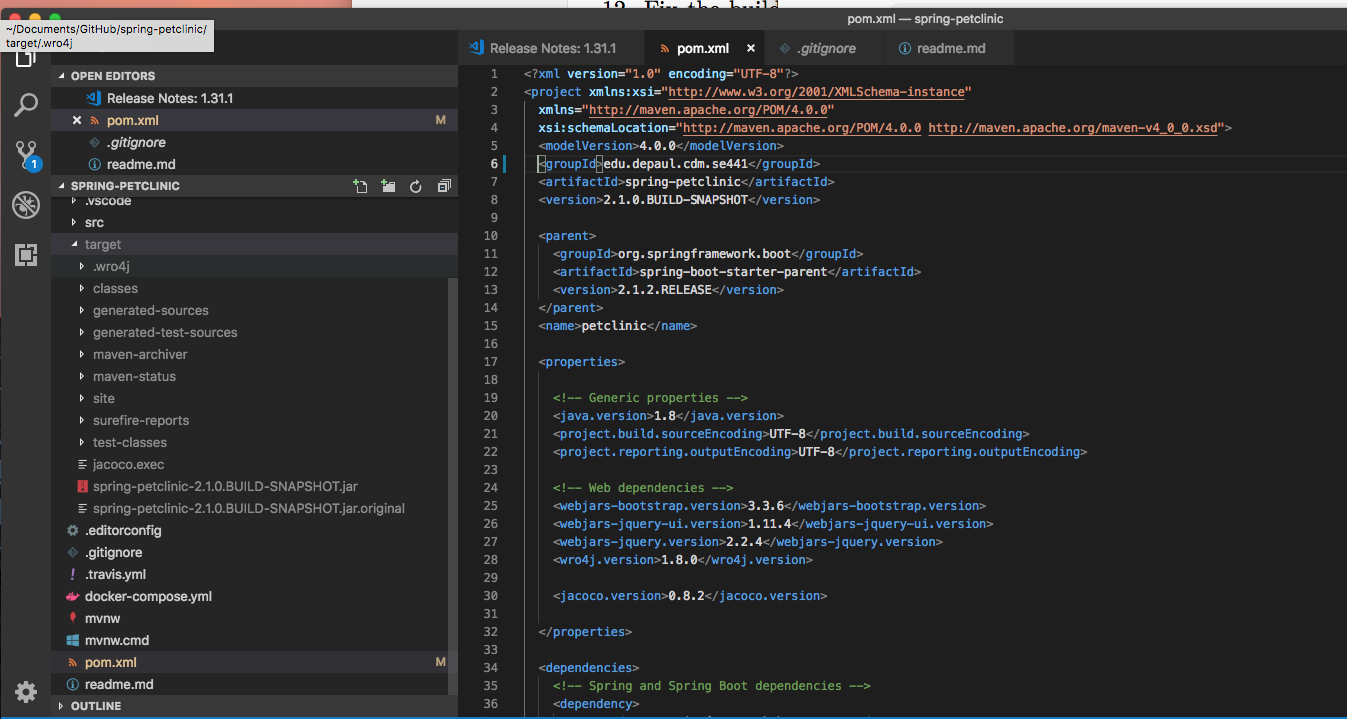 12. Fix the build
pom.xml — spring-petclinic
~/Documents/GitHub/spring-petclinic/
target/.wro4j
OPEN EDITORS
Release Notes: 1.31.1
pom.xml M
.gitignore
readme.md
1
SPRING-PETCLINIC
.vscode
src
target
.wro4j
classes
generated-sources
generated-test-sources
maven-archiver
maven-status
site
surefire-reports
test-classes
jacoco.exec
spring-petclinic-2.1.0.BUILD-SNAPSHOT.jar
spring-petclinic-2.1.0.BUILD-SNAPSHOT.jar.original
.editorconfig
.gitignore
.travis.yml
docker-compose.yml
mvnw
mvnw.cmd
pom.xml M
readme.md
OUTLINE
Release Notes: 1.31.1 pom.xml .gitignore readme.md
1 <?xml version="1.0" encoding="UTF-8"?>
2 <project xmlns:xsi="http://www.w3.org/2001/XMLSchema-instance"
3 xmlns="http://maven.apache.org/POM/4.0.0"
4 xsi:schemaLocation="http://maven.apache.org/POM/4.0.0 http://maven.apache.org/maven-v4_0_0.xsd">
5 <modelVersion>4.0.0</modelVersion>
6 <groupId>edu.depaul.cdm.se441</groupId>
7 <artifactId>spring-petclinic</artifactId>
8 <version>2.1.0.BUILD-SNAPSHOT</version>
9
10 <parent>
11 <groupId>org.springframework.boot</groupId>
12 <artifactId>spring-boot-starter-parent</artifactId>
13 <version>2.1.2.RELEASE</version>
14 </parent>
15 <name>petclinic</name>
16
17 <properties>
18
19 <!-- Generic properties -->
20 <java.version>1.8</java.version>
21 <project.build.sourceEncoding>UTF-8</project.build.sourceEncoding>
22 <project.reporting.outputEncoding>UTF-8</project.reporting.outputEncoding>
23
24 <!-- Web dependencies -->
25 <webjars-bootstrap.version>3.3.6</webjars-bootstrap.version>
26 <webjars-jquery-ui.version>1.11.4</webjars-jquery-ui.version>
27 <webjars-jquery.version>2.2.4</webjars-jquery.version>
28 <wro4j.version>1.8.0</wro4j.version>
29
30 <jacoco.version>0.8.2</jacoco.version>
31
32 </properties>
33
34 <dependencies>
35 <!-- Spring and Spring Boot dependencies -->
36 <dependency>